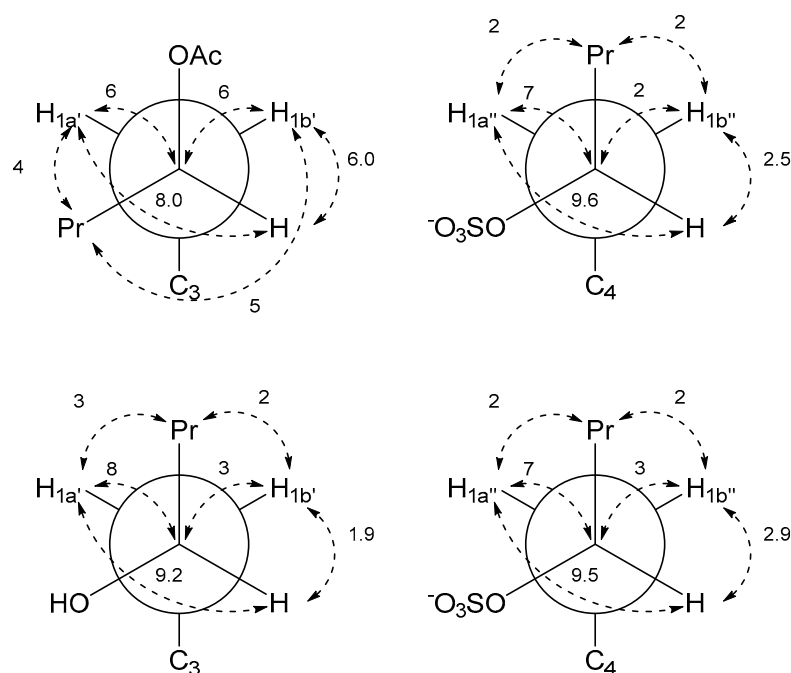 OAc
6 6
H1a' H1b'
4 6.0
8.0
Pr H
C3 5
2 2
Pr
7 2
H1a'' H1b''
2.5
9.6
-O3SO H
C4
3 2
Pr
8 3
H1a' H1b'
1.9
9.2
HO H
C3
2 2
Pr
7 3
H1a'' H1b''
2.9
9.5
-O3SO H
C4